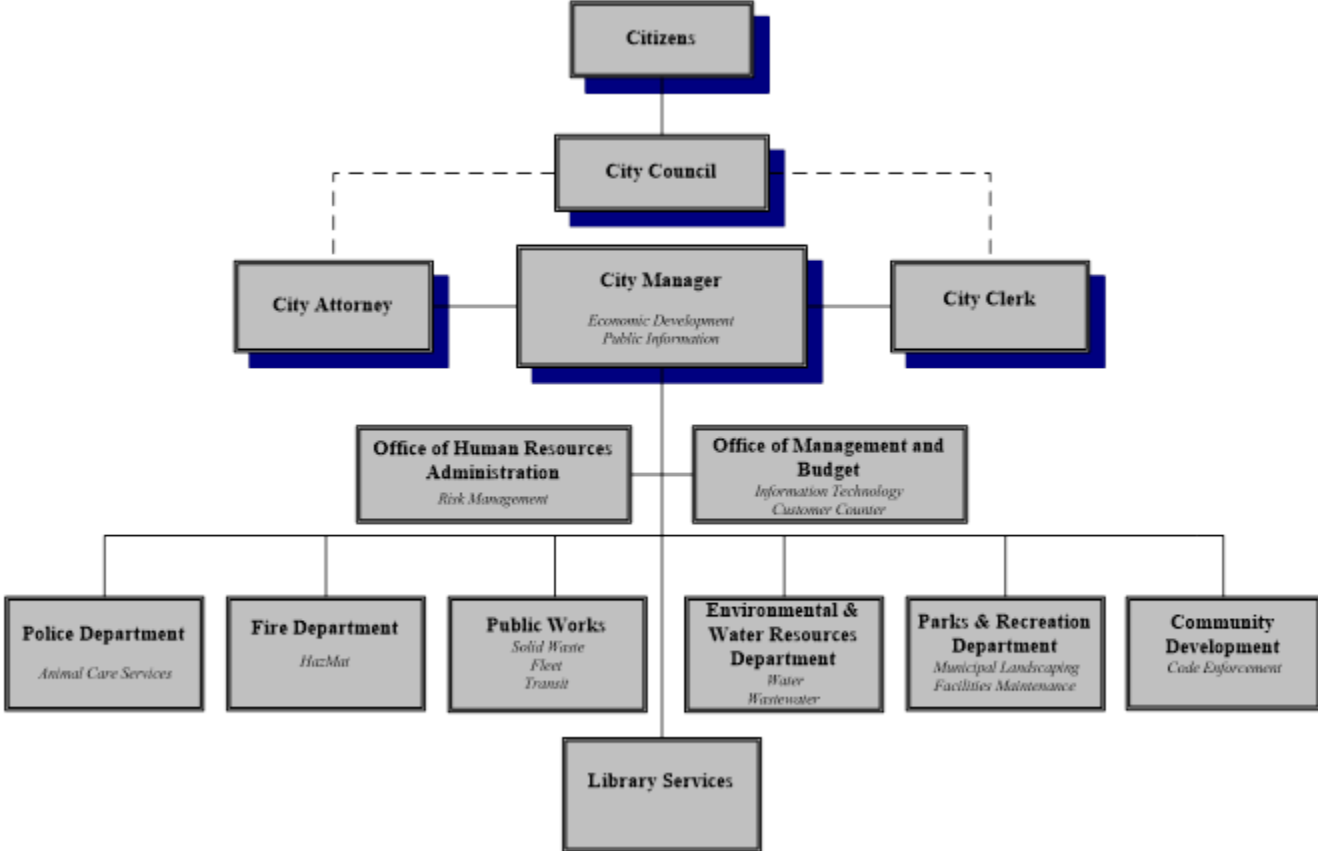 Citizens
City Council
City Attorney
City Manager
Economic Development
Public Information
City Clerk
Office of Human Resources
Administration
Risk Management
Office of Management and
Budget
Information Technology
Customer Counter
Police Department
Animal Care Services
Fire Department
HazMat
Public Works
Solid Waste
Fleet
Transit
Environmental &
Water Resources
Department
Water
Wastewater
Parks & Recreation
Department
Municipal Landscaping
Facilities Maintenance
Community
Development
Code Enforcement
Library Services